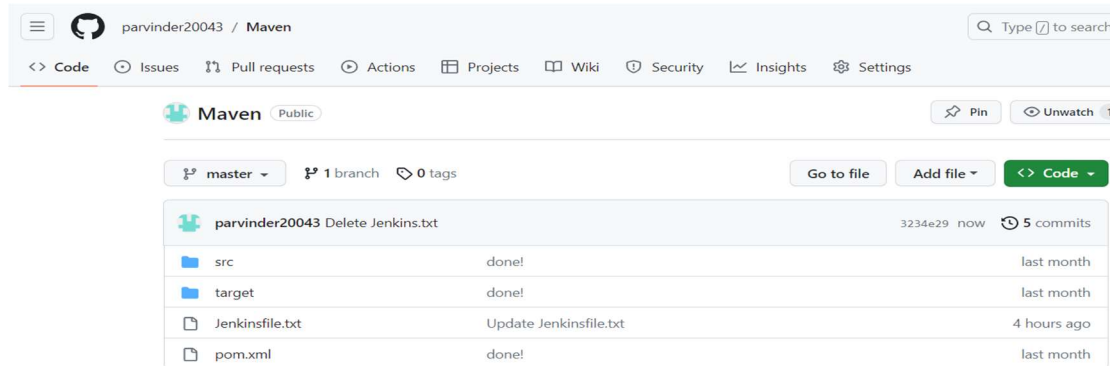 parvinder20043 / Maven
Type / to search
<> Code Issues Pull requests Actions Projects Wiki Security Insights Settings
Maven Public Pin Unwatch 1
master 1 branch 0 tags Go to file Add file <> Code
parvinder20043 Delete Jenkins.txt 3234e29 now 5 commits
src done! last month
target done! last month
Jenkinsfile.txt Update Jenkinsfile.txt 4 hours ago
pom.xml done! last month